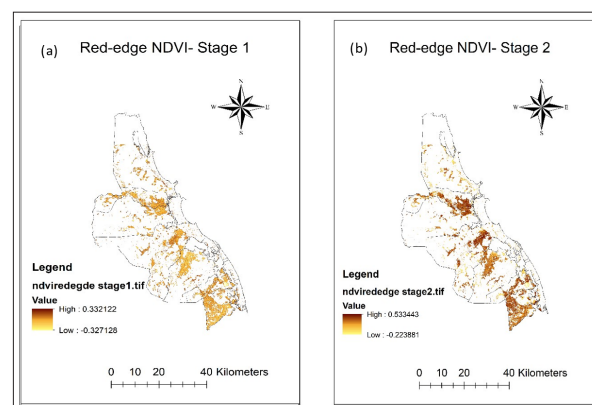 (a) Red-edge NDVI- Stage 1
N
W E
S
Legend
ndviredegde stage1.tif
Value
High : 0.332122
Low : -0.327128
0 10 20 40 Kilometers
(b) Red-edge NDVI- Stage 2
N
W E
S
Legend
ndviredege stage2.tif
Value
High : 0.533443
Low : -0.223881
0 10 20 40 Kilometers